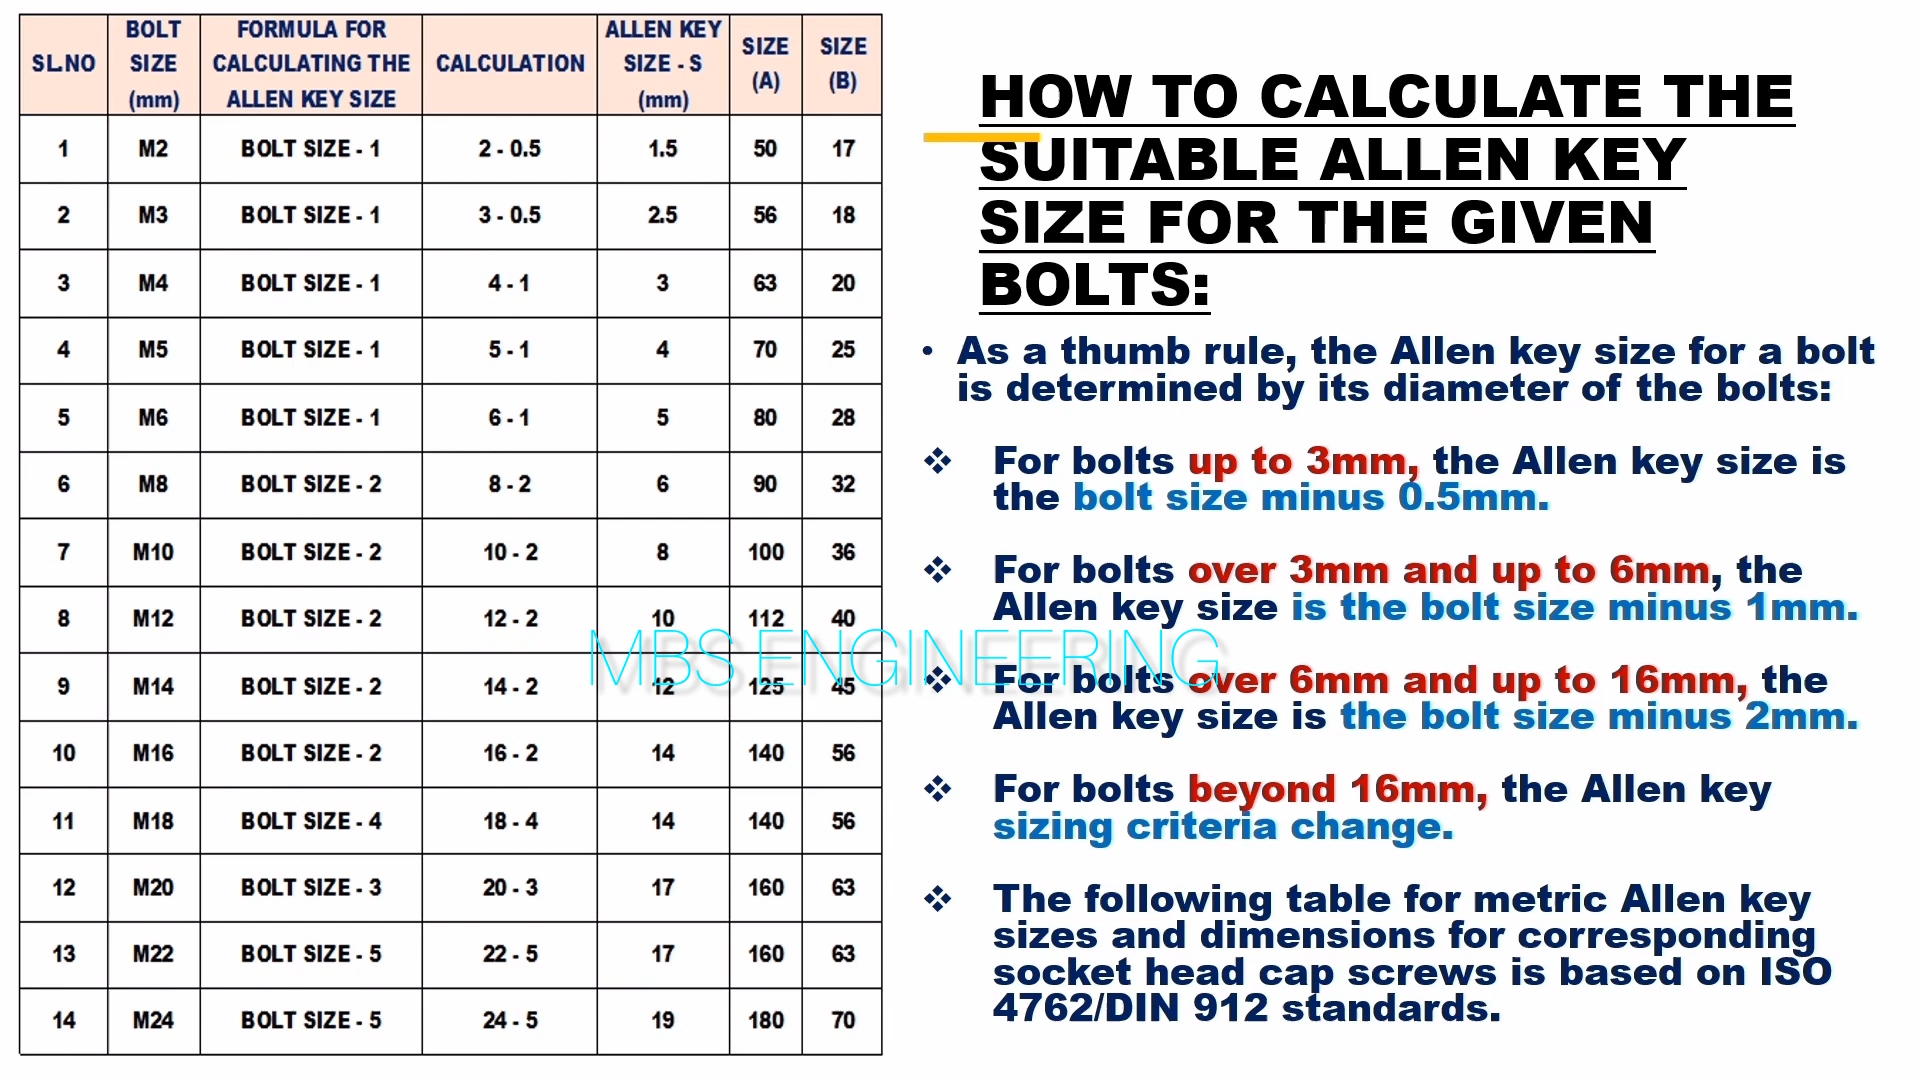 SL.NO BOLT SIZE (mm) FORMULA FOR CALCULATING THE ALLEN KEY SIZE CALCULATION ALLEN KEY SIZE - S (mm) SIZE (A) SIZE (B)
1 M2 BOLT SIZE - 1 2 - 0.5 1.5 50 17
2 M3 BOLT SIZE - 1 3 - 0.5 2.5 56 18
3 M4 BOLT SIZE - 1 4 - 1 3 63 20
4 M5 BOLT SIZE - 1 5 - 1 4 70 25
5 M6 BOLT SIZE - 1 6 - 1 5 80 28
6 M8 BOLT SIZE - 2 8 - 2 6 90 32
7 M10 BOLT SIZE - 2 10 - 2 8 100 36
8 M12 BOLT SIZE - 2 12 - 2 10 112 40
9 M14 BOLT SIZE - 2 14 - 2 12 125 45
10 M16 BOLT SIZE - 2 16 - 2 14 140 56
11 M18 BOLT SIZE - 4 18 - 4 14 140 56
12 M20 BOLT SIZE - 3 20 - 3 17 160 63
13 M22 BOLT SIZE - 5 22 - 5 17 160 63
14 M24 BOLT SIZE - 5 24 - 5 19 180 70
HOW TO CALCULATE THE
SUITABLE ALLEN KEY
SIZE FOR THE GIVEN
BOLTS:
• As a thumb rule, the Allen key size for a bolt
is determined by its diameter of the bolts:
❖ For bolts up to 3mm, the Allen key size is
the bolt size minus 0.5mm.
❖ For bolts over 3mm and up to 6mm, the
Allen key size is the bolt size minus 1mm.
❖ For bolts over 6mm and up to 16mm, the
Allen key size is the bolt size minus 2mm.
❖ For bolts beyond 16mm, the Allen key
sizing criteria change.
❖ The following table for metric Allen key
sizes and dimensions for corresponding
socket head cap screws is based on ISO
4762/DIN 912 standards.
MBS ENGINEERING